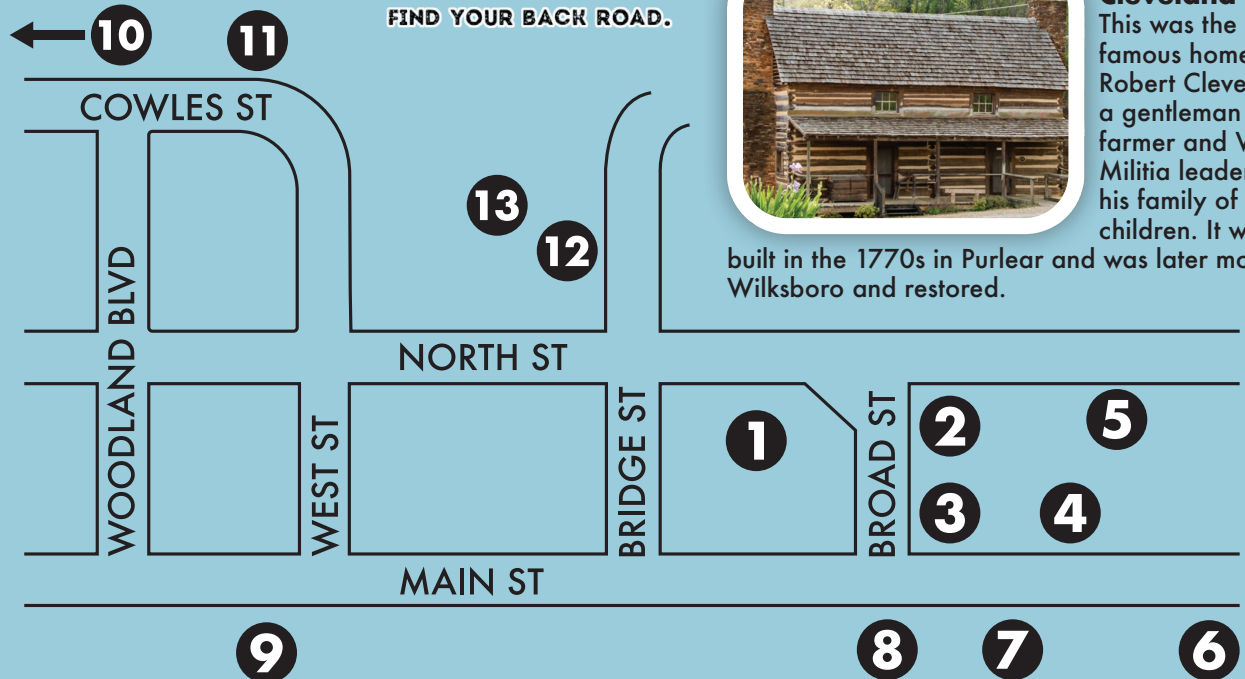 FIND YOUR BACK ROAD.
10
11
COWLES ST
13
12
This was the
famous home
Robert Cleve
a gentleman
farmer and
Militia leader
his family of
children. It
built in the 1770s in Purlear and was later
Wilksboro and restored.
WOODLAND BLVD
NORTH ST
WEST ST
BRIDGE ST
1
BROAD ST
2
5
3
4
MAIN ST
9
8
7
6